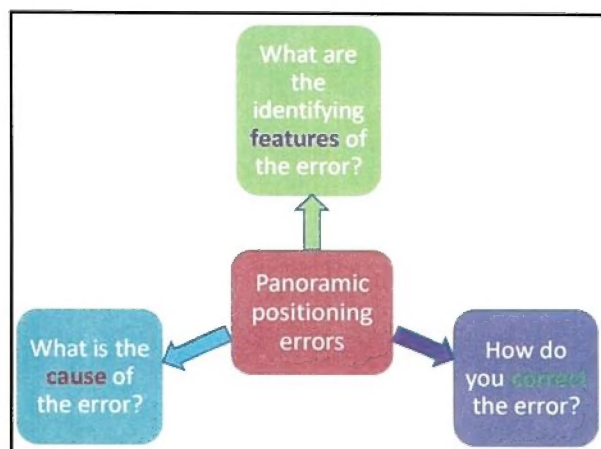 What are
the
identifying
features of
the error?
Panoramic
positioning
errors
What is the
cause of
the error?
How do
you correct
the error?